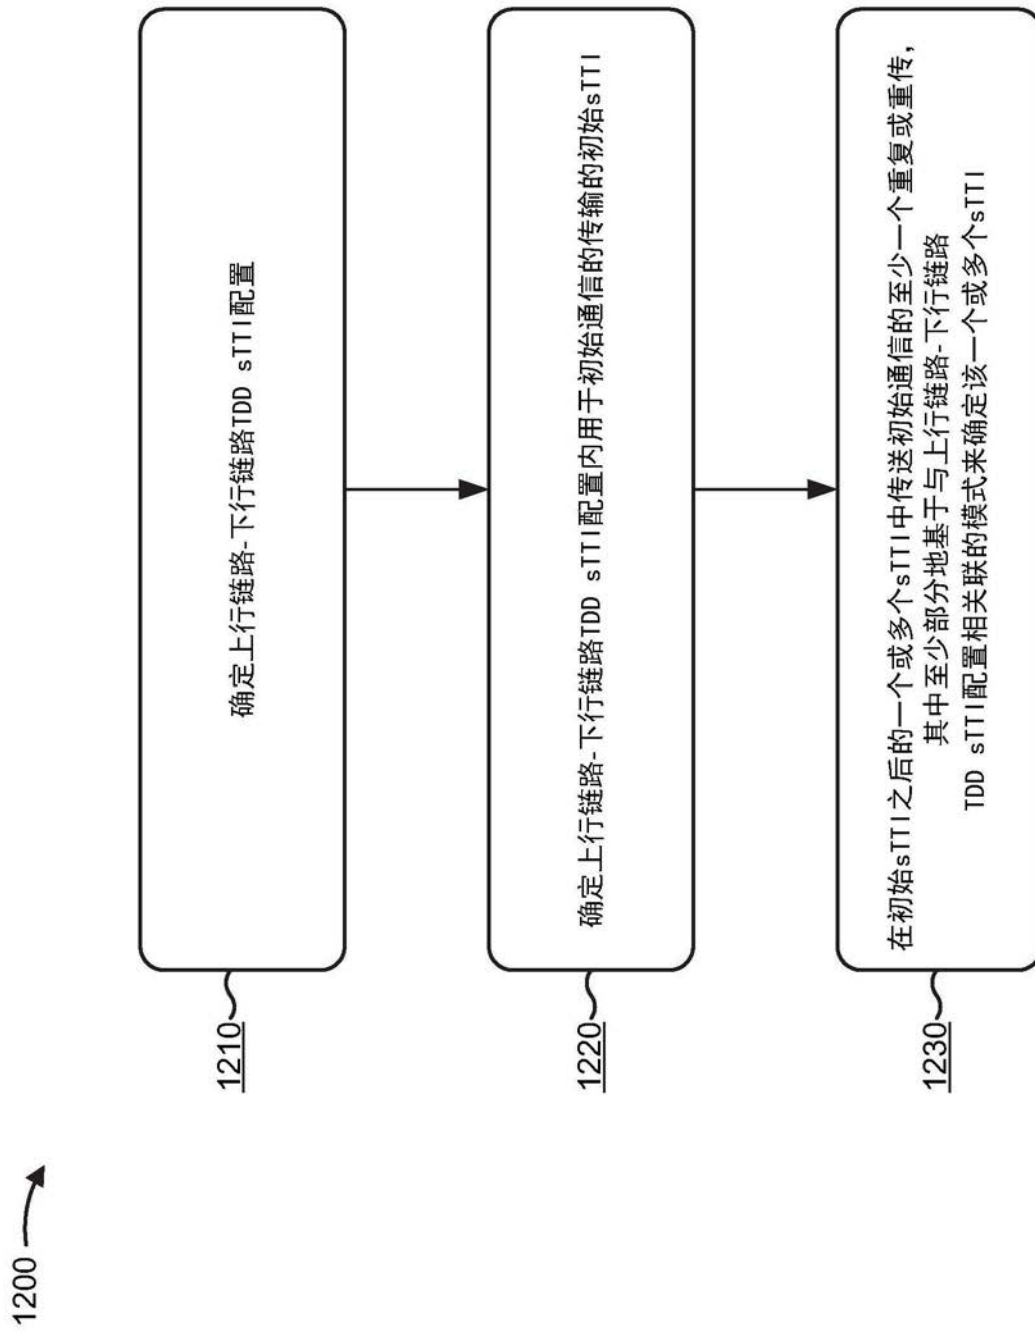 1200
1210
确定上行链路-下行链路TDD sTTI配置
1220
确定上行链路-下行链路TDD sTTI配置内用于初始通信的传输的初始sTTI
1230
在初始sTTI之后的一个或多个sTTI中传送初始通信的至少一个重复或重传，
其中至少部分地基于与上行链路-下行链路
TDD sTTI配置相关联的模式来确定该一个或多个sTTI